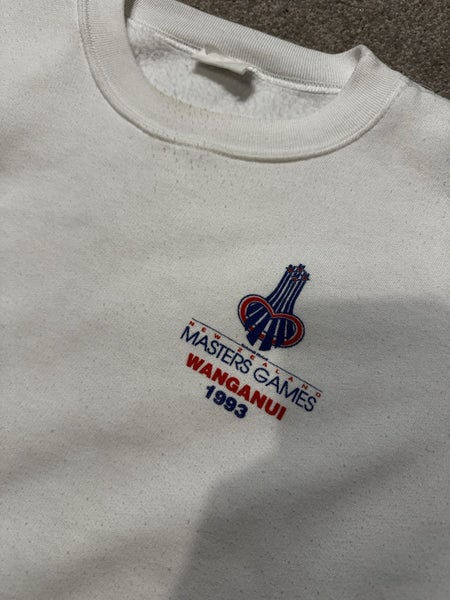 NEW ZEALAND
MASTERS GAMES
WANGANUI
1993